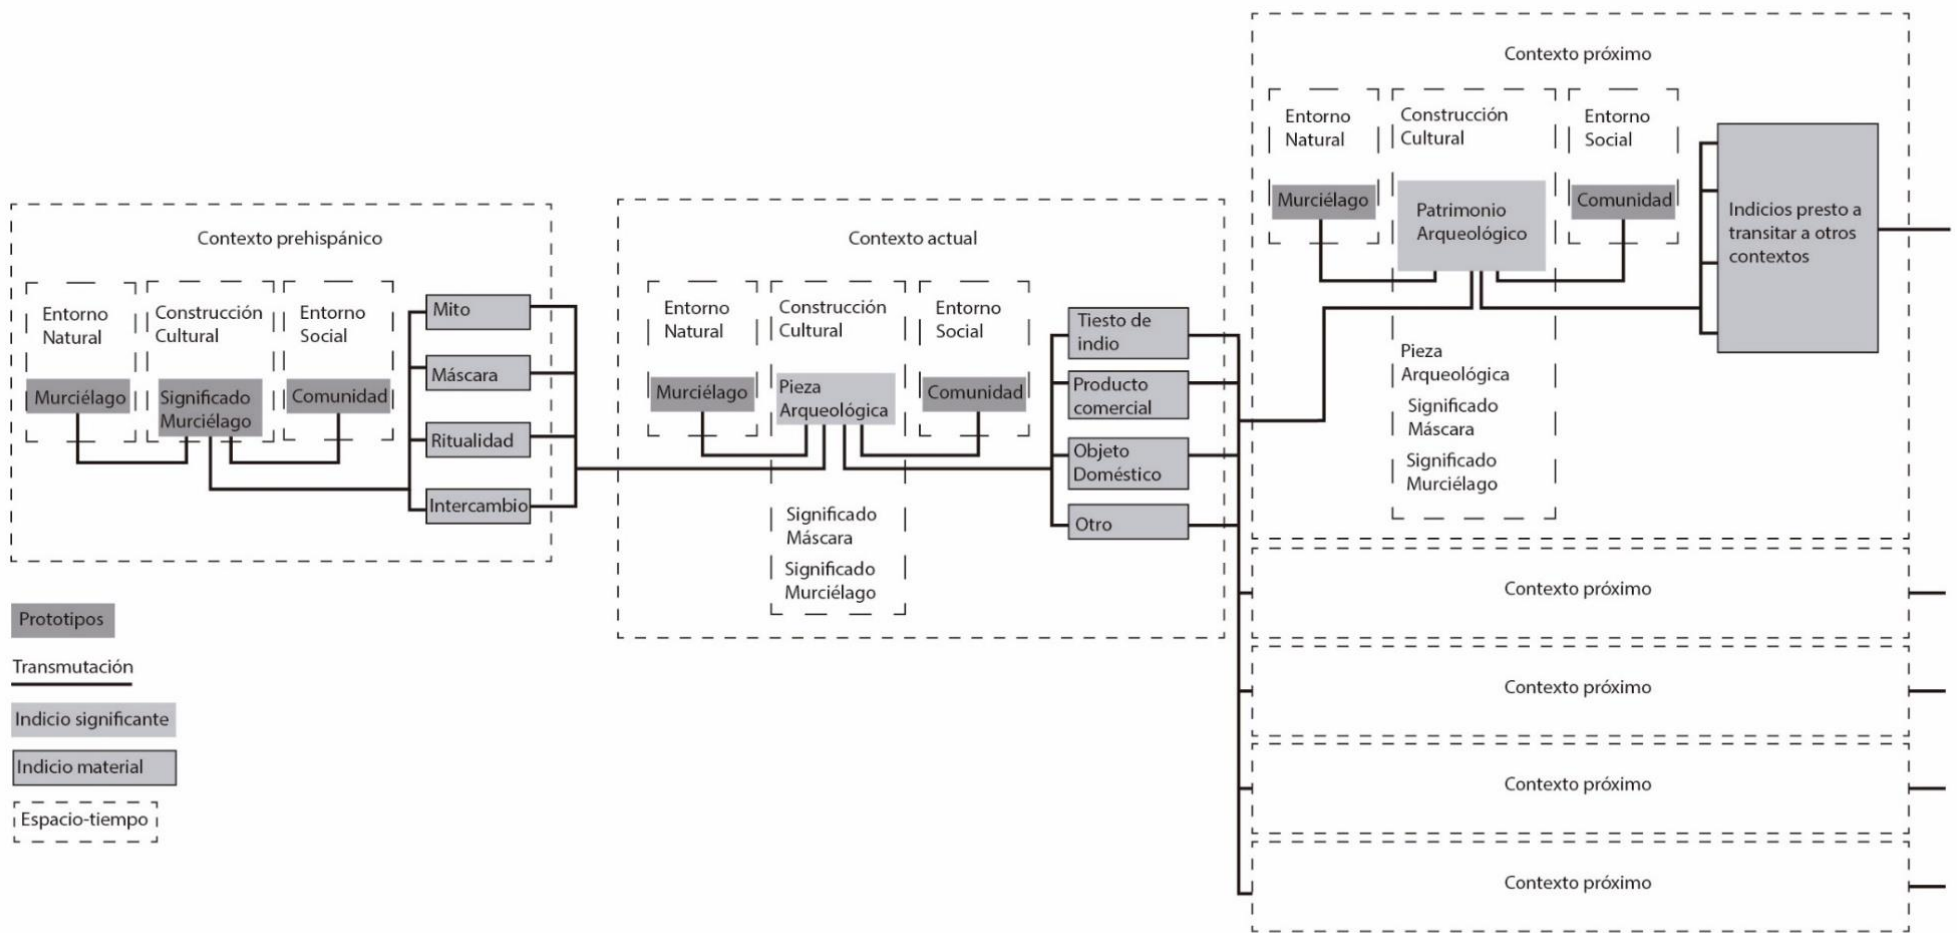 Contexto prehispánico
Entorno
Natural
Construcción
Cultural
Entorno
Social
Murciélago
Significado
Murciélago
Comunidad
Mito
Máscara
Ritualidad
Intercambio
Contexto actual
Entorno
Natural
Construcción
Cultural
Entorno
Social
Murciélago
Pieza
Arqueológica
Comunidad
Significado
Máscara
Significado
Murciélago
Tiesto de
indio
Producto
comercial
Objeto
Doméstico
Otro
Contexto próximo
Entorno
Natural
Construcción
Cultural
Entorno
Social
Murciélago
Patrimonio
Arqueológico
Comunidad
Pieza
Arqueológica
Significado
Máscara
Significado
Murciélago
Indicios presto a
transitar a otros
contextos
Contexto próximo
Contexto próximo
Contexto próximo
Contexto próximo
Prototipos
Transmutación
Indicio significante
Indicio material
Espacio-tiempo